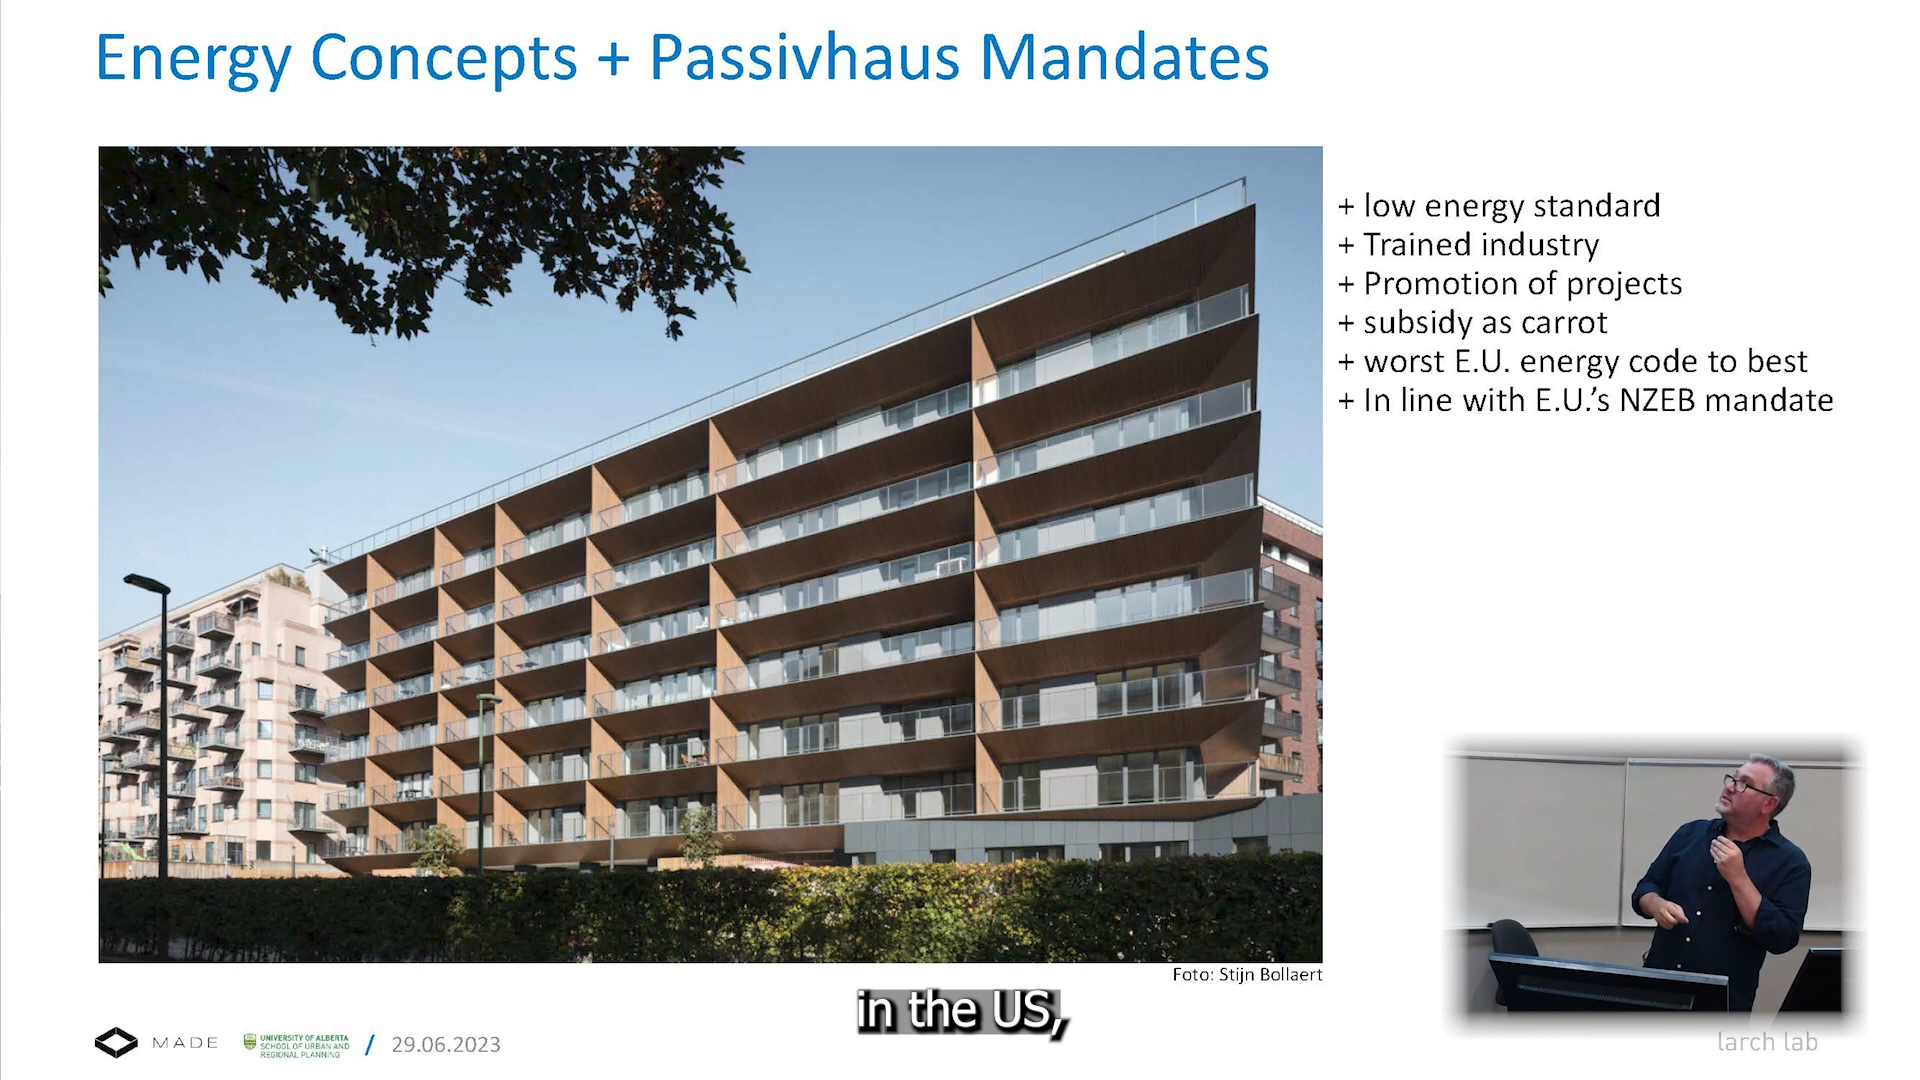 Energy Concepts + Passivhaus Mandates
+ low energy standard
+ Trained industry
+ Promotion of projects
+ subsidy as carrot
+ worst E.U. energy code to best
+ In line with E.U.'s NZEB mandate
Foto: Stijn Bollaert
in the US,
MADE
UNIVERSITY OF ALBERTA
SCHOOL OF URBAN AND
REGIONAL PLANNING
/ 29.06.2023
larch lab